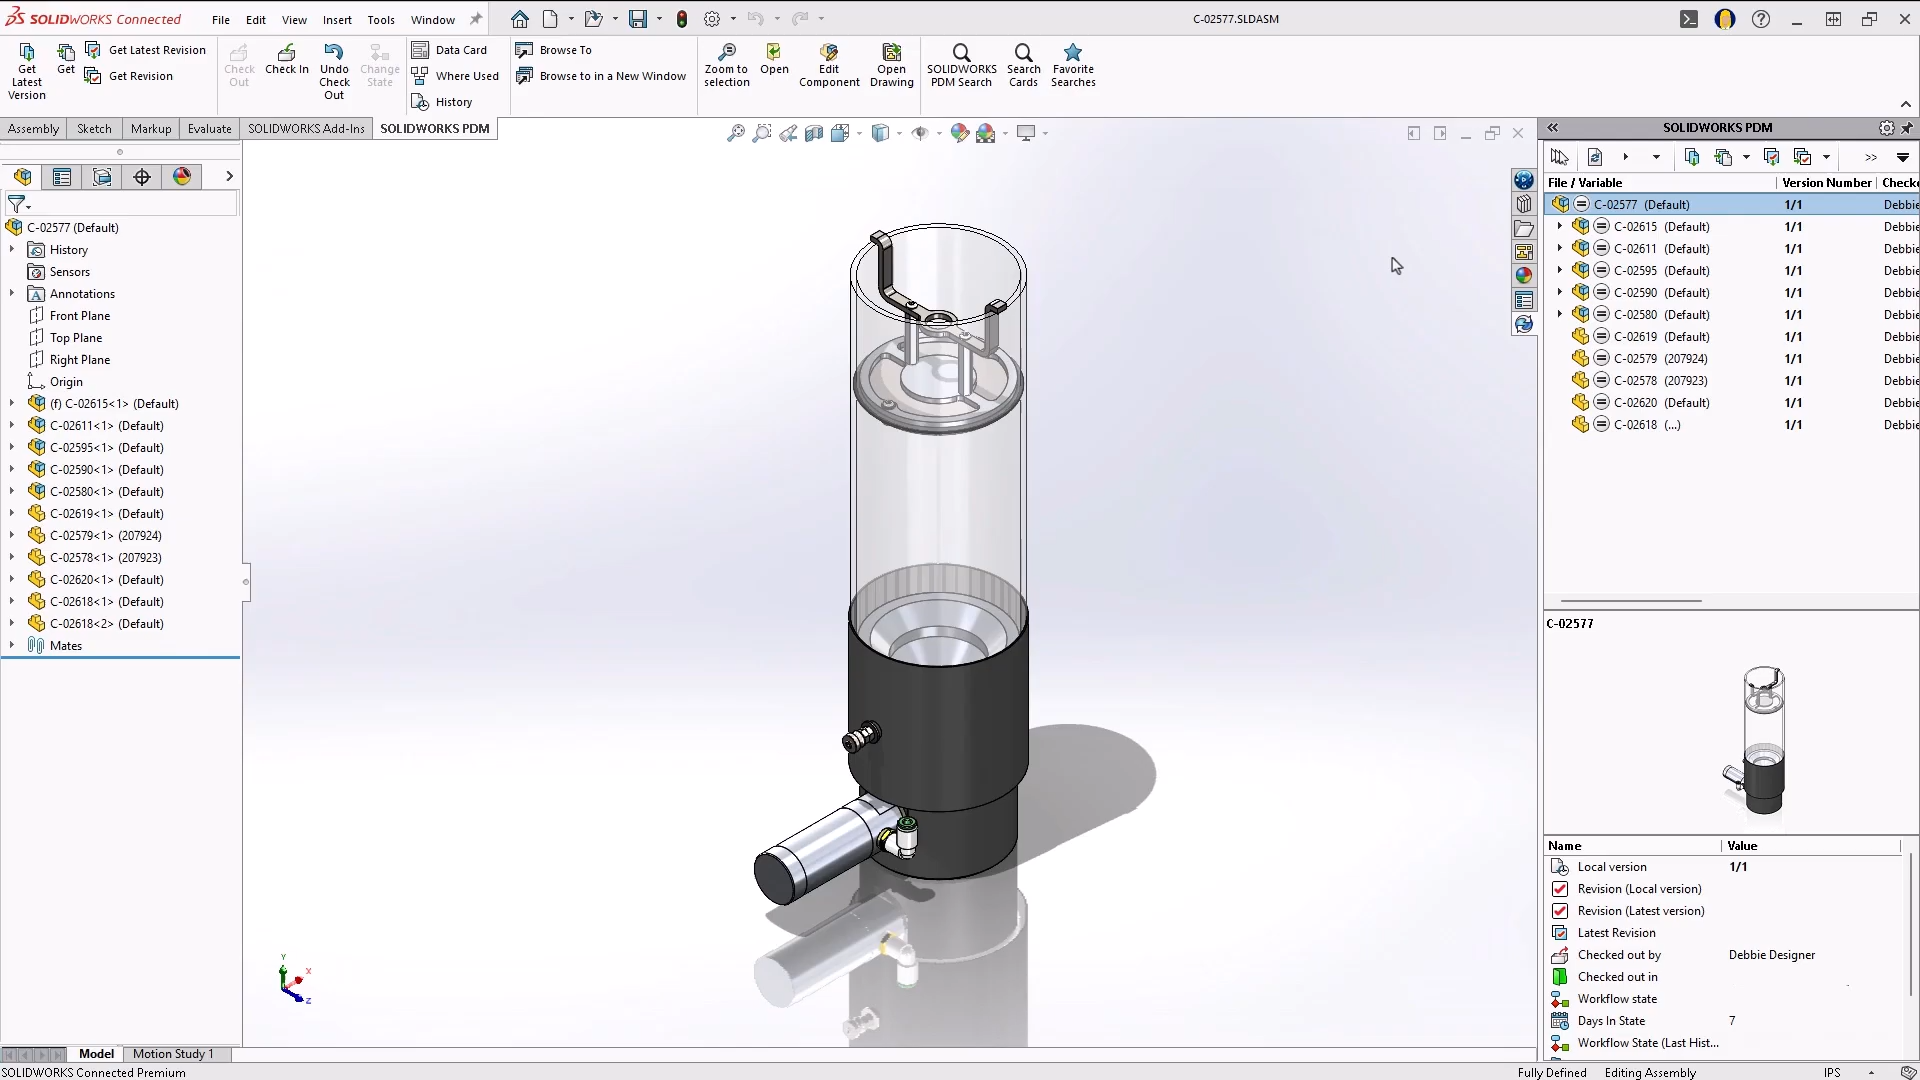 SOLIDWORKS Connected
File Edit View Insert Tools Window
C-02577.SLDASM
Get Latest Version
Get
Get Latest Revision
Get Revision
Check Out
Check In
Undo Check Out
Change State
Data Card
Where Used
History
Browse To
Browse to in a New Window
Zoom to selection
Open
Edit Component
Open Drawing
SOLIDWORKS PDM Search
Search Cards
Favorite Searches
Assembly Sketch Markup Evaluate SOLIDWORKS Add-Ins SOLIDWORKS PDM
C-02577 (Default)
History
Sensors
Annotations
Front Plane
Top Plane
Right Plane
Origin
(f) C-02615<1> (Default)
C-02611<1> (Default)
C-02595<1> (Default)
C-02590<1> (Default)
C-02580<1> (Default)
C-02619<1> (Default)
C-02579<1> (207924)
C-02578<1> (207923)
C-02620<1> (Default)
C-02618<1> (Default)
C-02618<2> (Default)
Mates
Y
X
Z
SOLIDWORKS PDM
File / Variable Version Number Checke
C-02577 (Default) 1/1 Debbie
C-02615 (Default) 1/1 Debbie
C-02611 (Default) 1/1 Debbie
C-02595 (Default) 1/1 Debbie
C-02590 (Default) 1/1 Debbie
C-02580 (Default) 1/1 Debbie
C-02619 (Default) 1/1 Debbie
C-02579 (207924) 1/1 Debbie
C-02578 (207923) 1/1 Debbie
C-02620 (Default) 1/1 Debbie
C-02618 (...) 1/1 Debbie
C-02577
Name Value
Local version 1/1
Revision (Local version)
Revision (Latest version)
Latest Revision
Checked out by Debbie Designer
Checked out in
Workflow state
Days In State 7
Workflow State (Last Hist...
Model Motion Study 1
SOLIDWORKS Connected Premium
Fully Defined Editing Assembly IPS